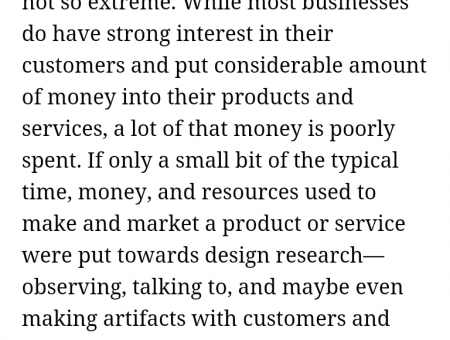 not so extreme. While most businesses
do have strong interest in their
customers and put considerable amount
of money into their products and
services, a lot of that money is poorly
spent. If only a small bit of the typical
time, money, and resources used to
make and market a product or service
were put towards design research—
observing, talking to, and maybe even
making artifacts with customers and